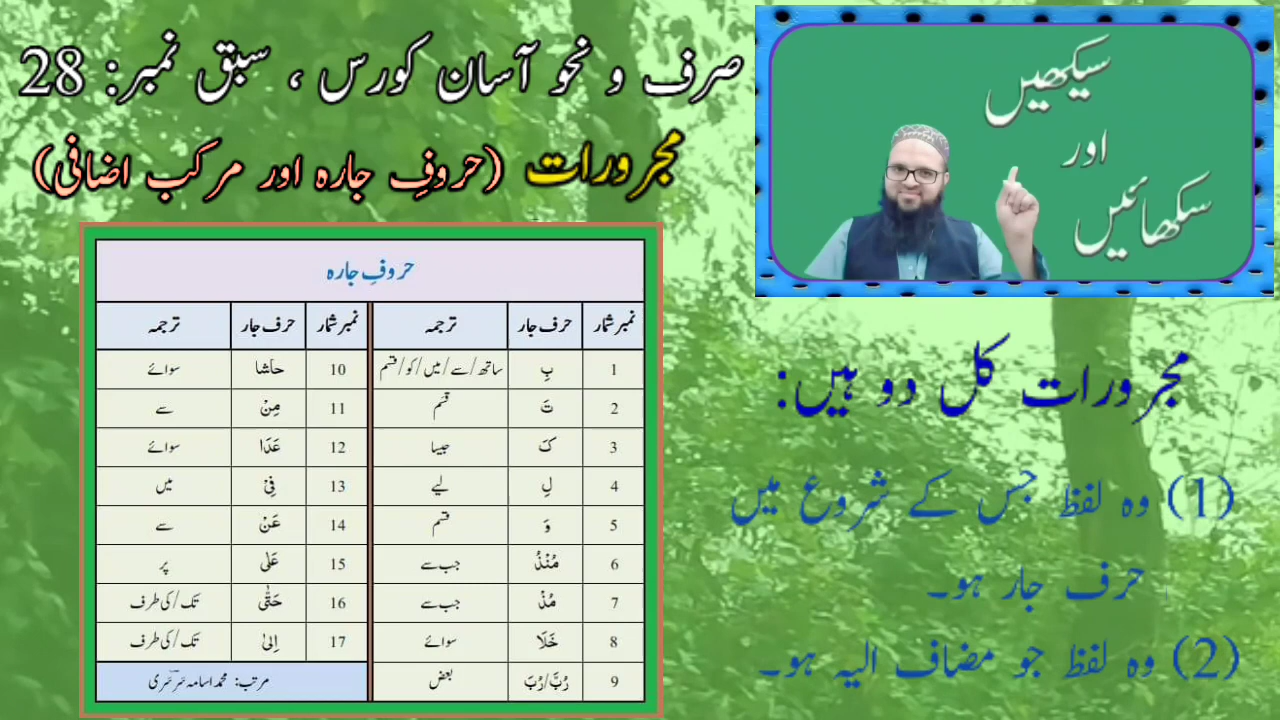 صرف و نحو آسان کورس ، سبق نمبر: 28
مجرورات (حروفِ جارہ اور مرکب اضافی)
سیکھیں
اور
سکھائیں
حروفِ جارہ
نمبر شمار حرف جار ترجمہ نمبر شمار حرف جار ترجمہ
1 بِ ساتھ/سے/میں/کو/قسم 10 حاشا سوائے
2 تَ قسم 11 مِنْ سے
3 کَ جیسا 12 عَدَا سوائے
4 لِ لیے 13 فِیْ میں
5 وَ قسم 14 عَنْ سے
6 مُنْذُ جب سے 15 عَلٰی پر
7 مُذْ جب سے 16 حَتّٰی تک/کی طرف
8 خَلَا سوائے 17 اِلیٰ تک/کی طرف
9 رُبَّ/رُبَ بعض مرتب: محمد اسامہ
مجرورات کل دو ہیں:
(1) وہ لفظ جس کے شروع میں
حرف جار ہو۔
(2) وہ لفظ جو مضاف الیہ ہو۔